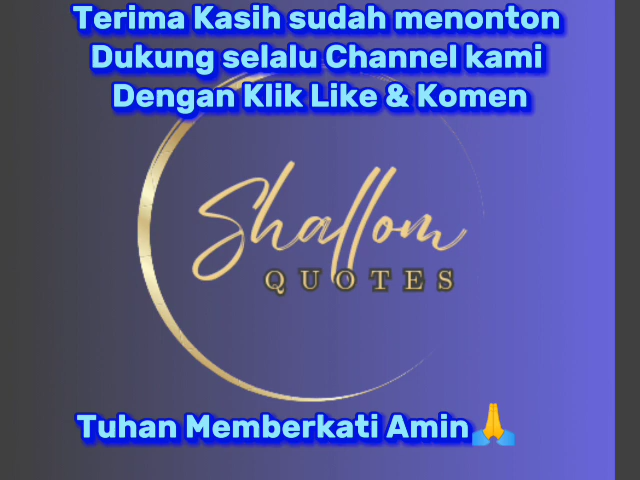 Terima Kasih sudah menonton
Dukung selalu Channel kami
Dengan Klik Like & Komen
Shallom
QUOTES
Tuhan Memberkati Amin🙏